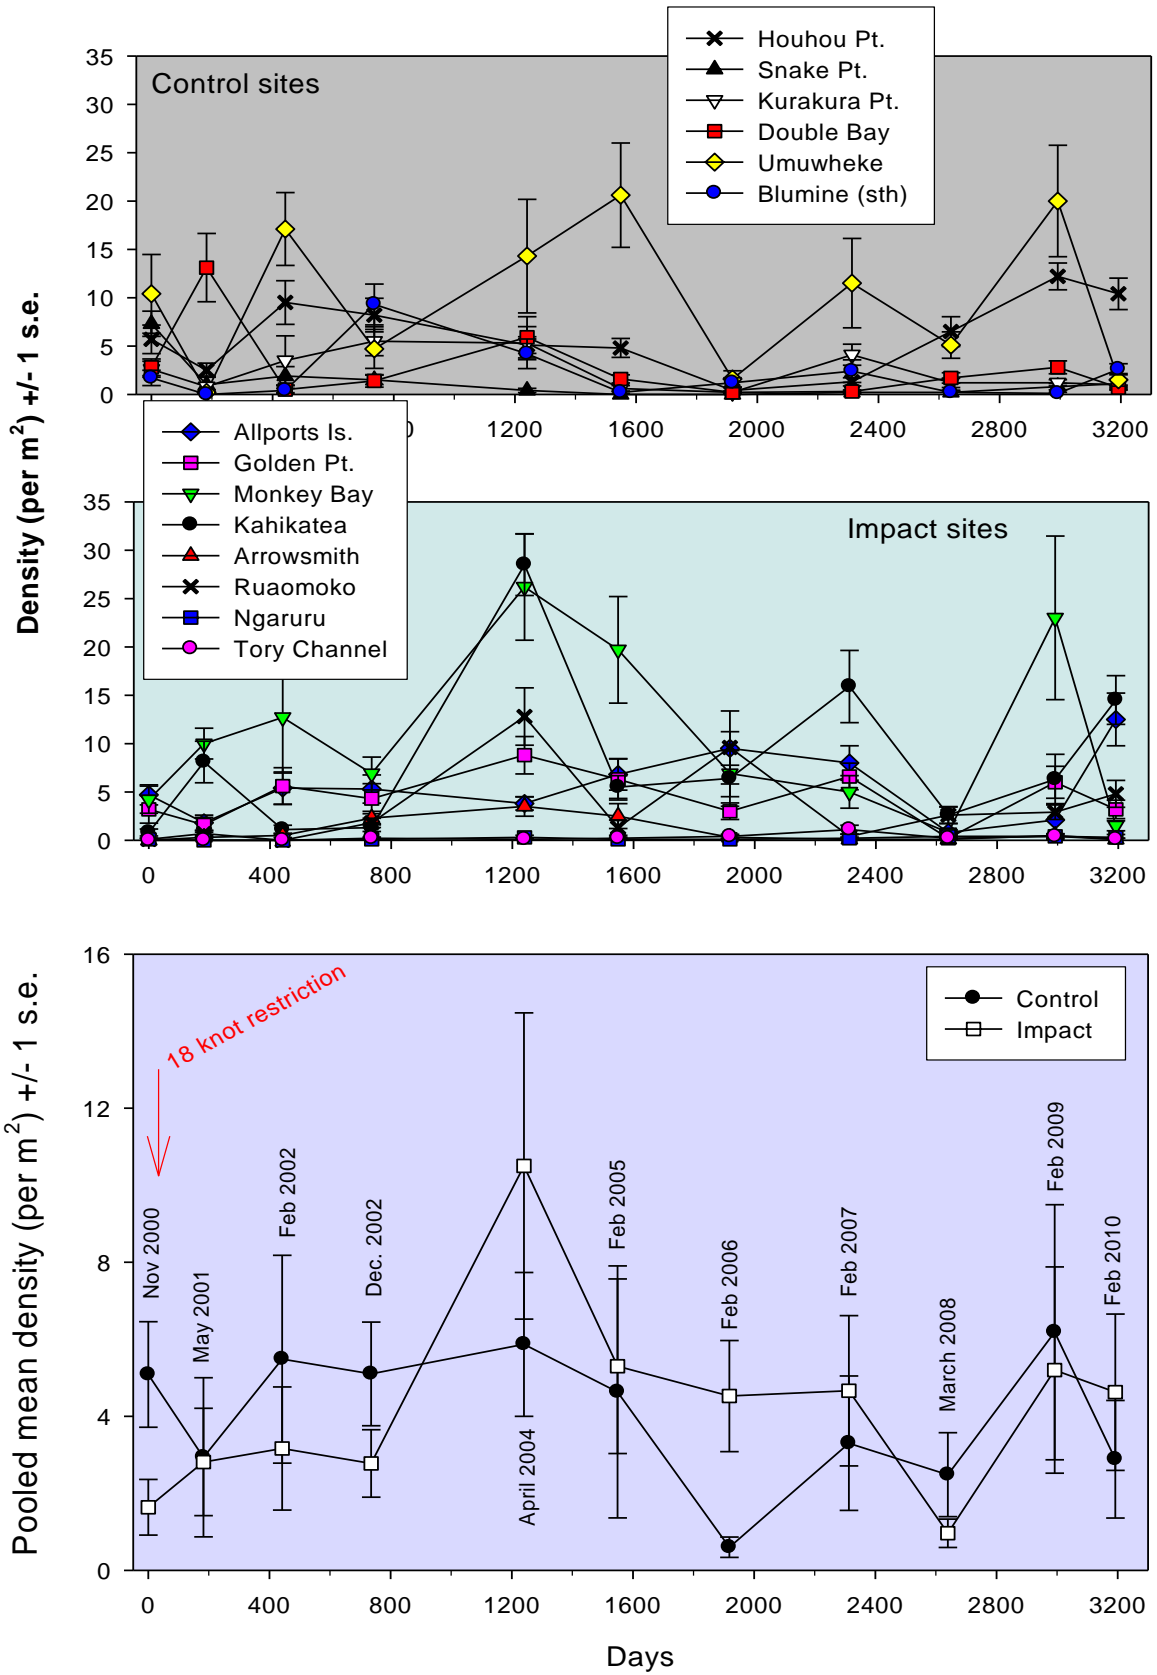 Houhou Pt.
Snake Pt.
Kurakura Pt.
Double Bay
Umuwheke
Blumine (sth)
Control sites
35
30
25
20
15
10
5
0
0 1200 1600 2000 2400 2800 3200
Density (per m2) +/- 1 s.e.
Allports Is.
Golden Pt.
Monkey Bay
Kahikatea
Arrowsmith
Ruaomoko
Ngaruru
Tory Channel
Impact sites
35
30
25
20
15
10
5
0
0 400 800 1200 1600 2000 2400 2800 3200
Pooled mean density (per m2) +/- 1 s.e.
16
12
8
4
0
18 knot restriction
Control
Impact
Nov 2000
May 2001
Feb 2002
Dec. 2002
April 2004
Feb 2005
Feb 2006
Feb 2007
March 2008
Feb 2009
Feb 2010
0 400 800 1200 1600 2000 2400 2800 3200
Days